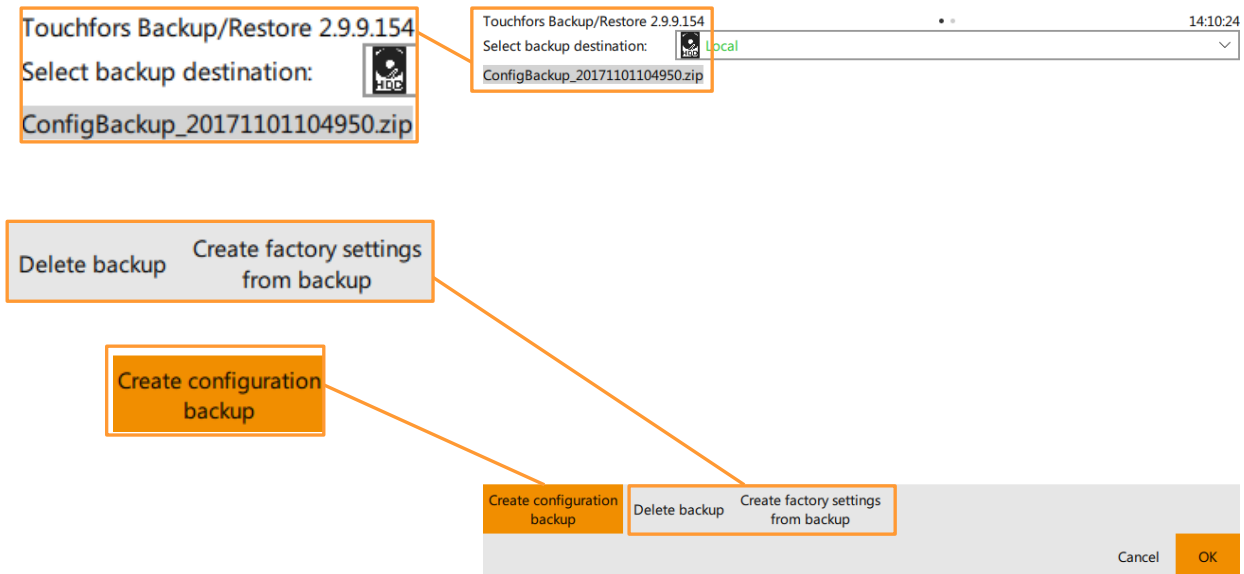 Touchfors Backup/Restore 2.9.9.154
Select backup destination:
HDC
ConfigBackup_20171101104950.zip
Touchfors Backup/Restore 2.9.9.154
14:10:24
Select backup destination:
HDC
Local
ConfigBackup_20171101104950.zip
Delete backup
Create factory settings
from backup
Create configuration
backup
Create configuration
backup
Delete backup
Create factory settings
from backup
Cancel
OK